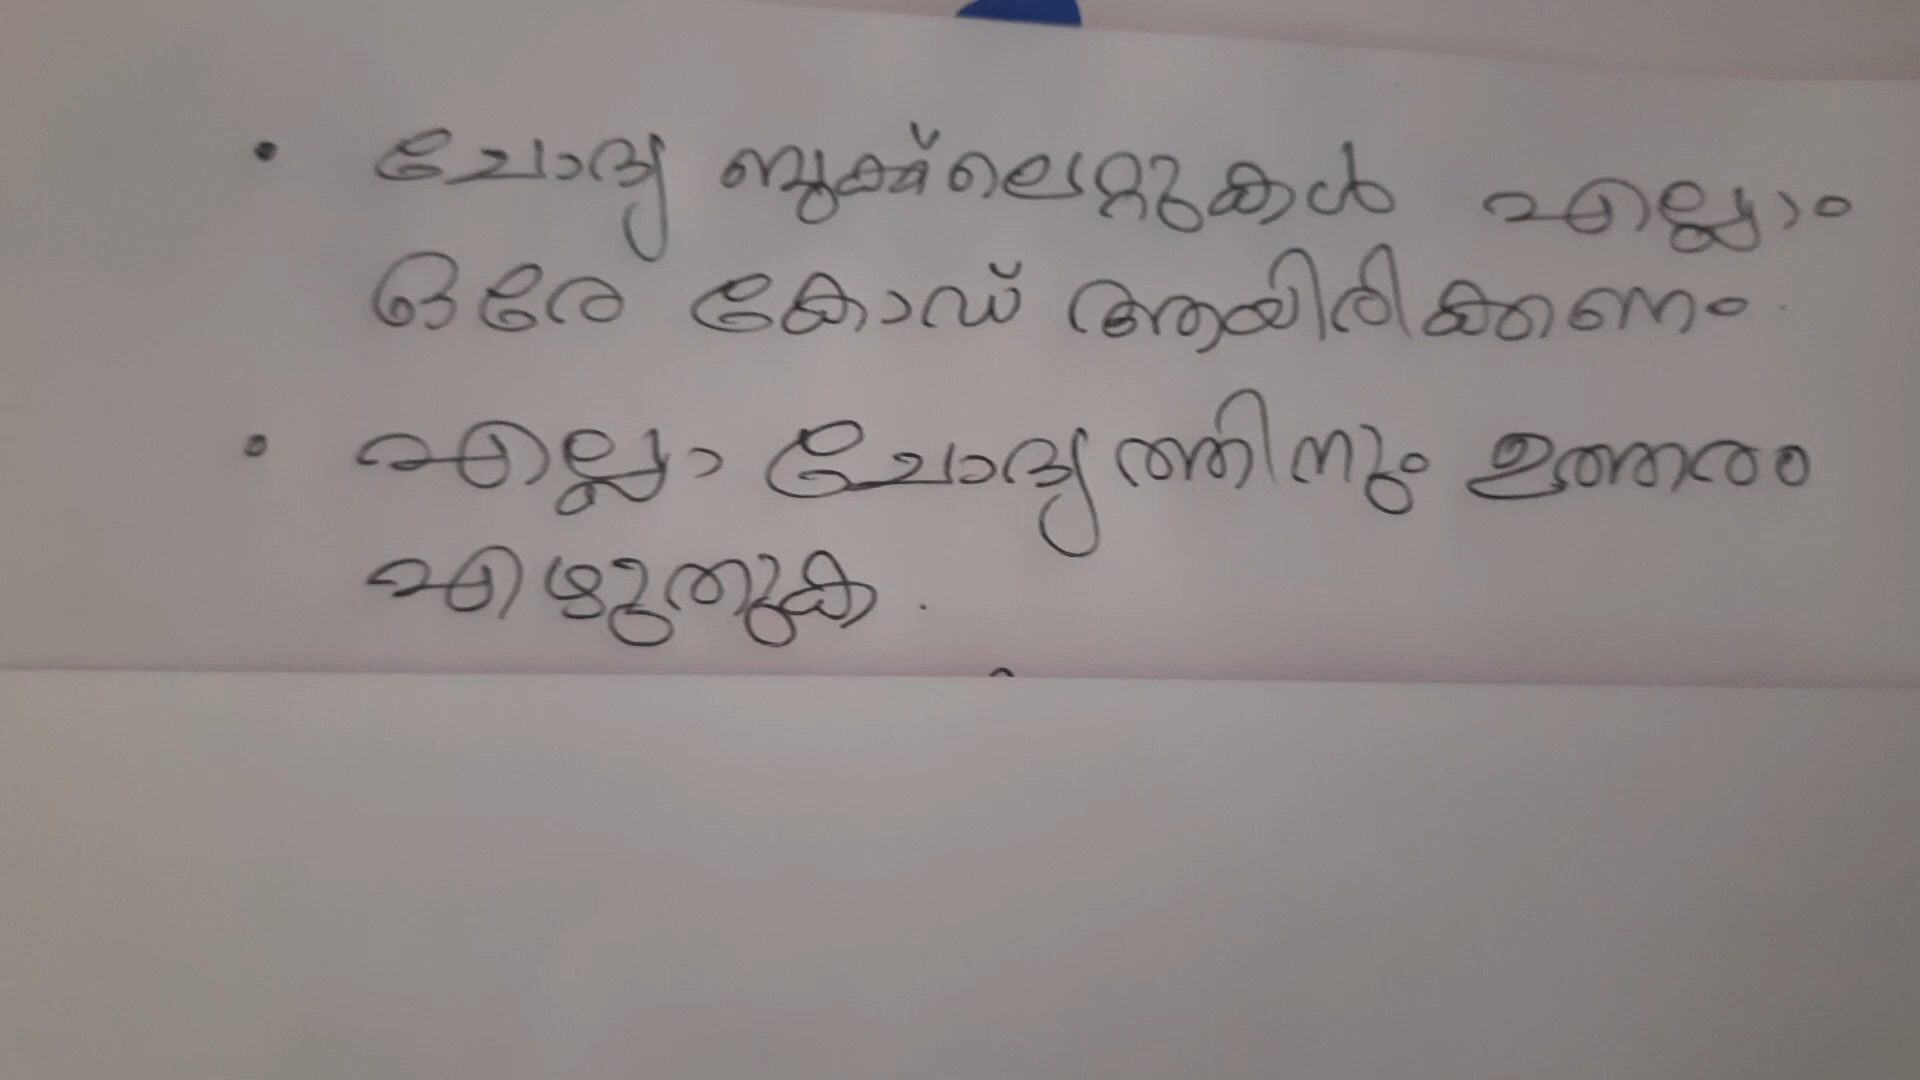 • ചോദ്യ ബുക്ക്ലെറ്റുകൾ എല്ലാം
ഒരേ കോഡ് ആയിരിക്കണം.
• എല്ലാ ചോദ്യത്തിനും ഉത്തരം
എഴുതുക.